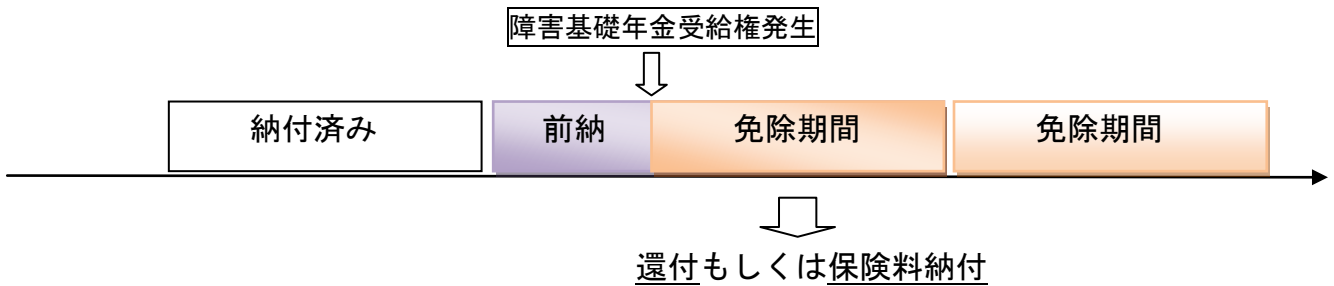 障害基礎年金受給権発生
納付済み
前納
免除期間
免除期間
還付もしくは保険料納付